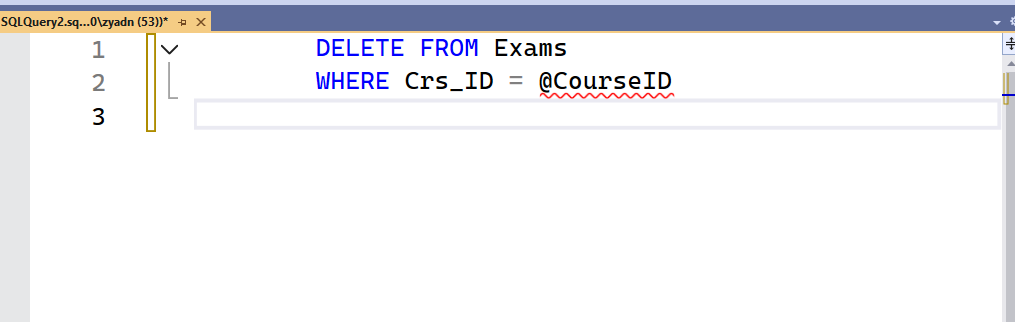 SQLQuery2.sq...0\zyadn (53))*
1 DELETE FROM Exams
2 WHERE Crs_ID = @CourseID
3